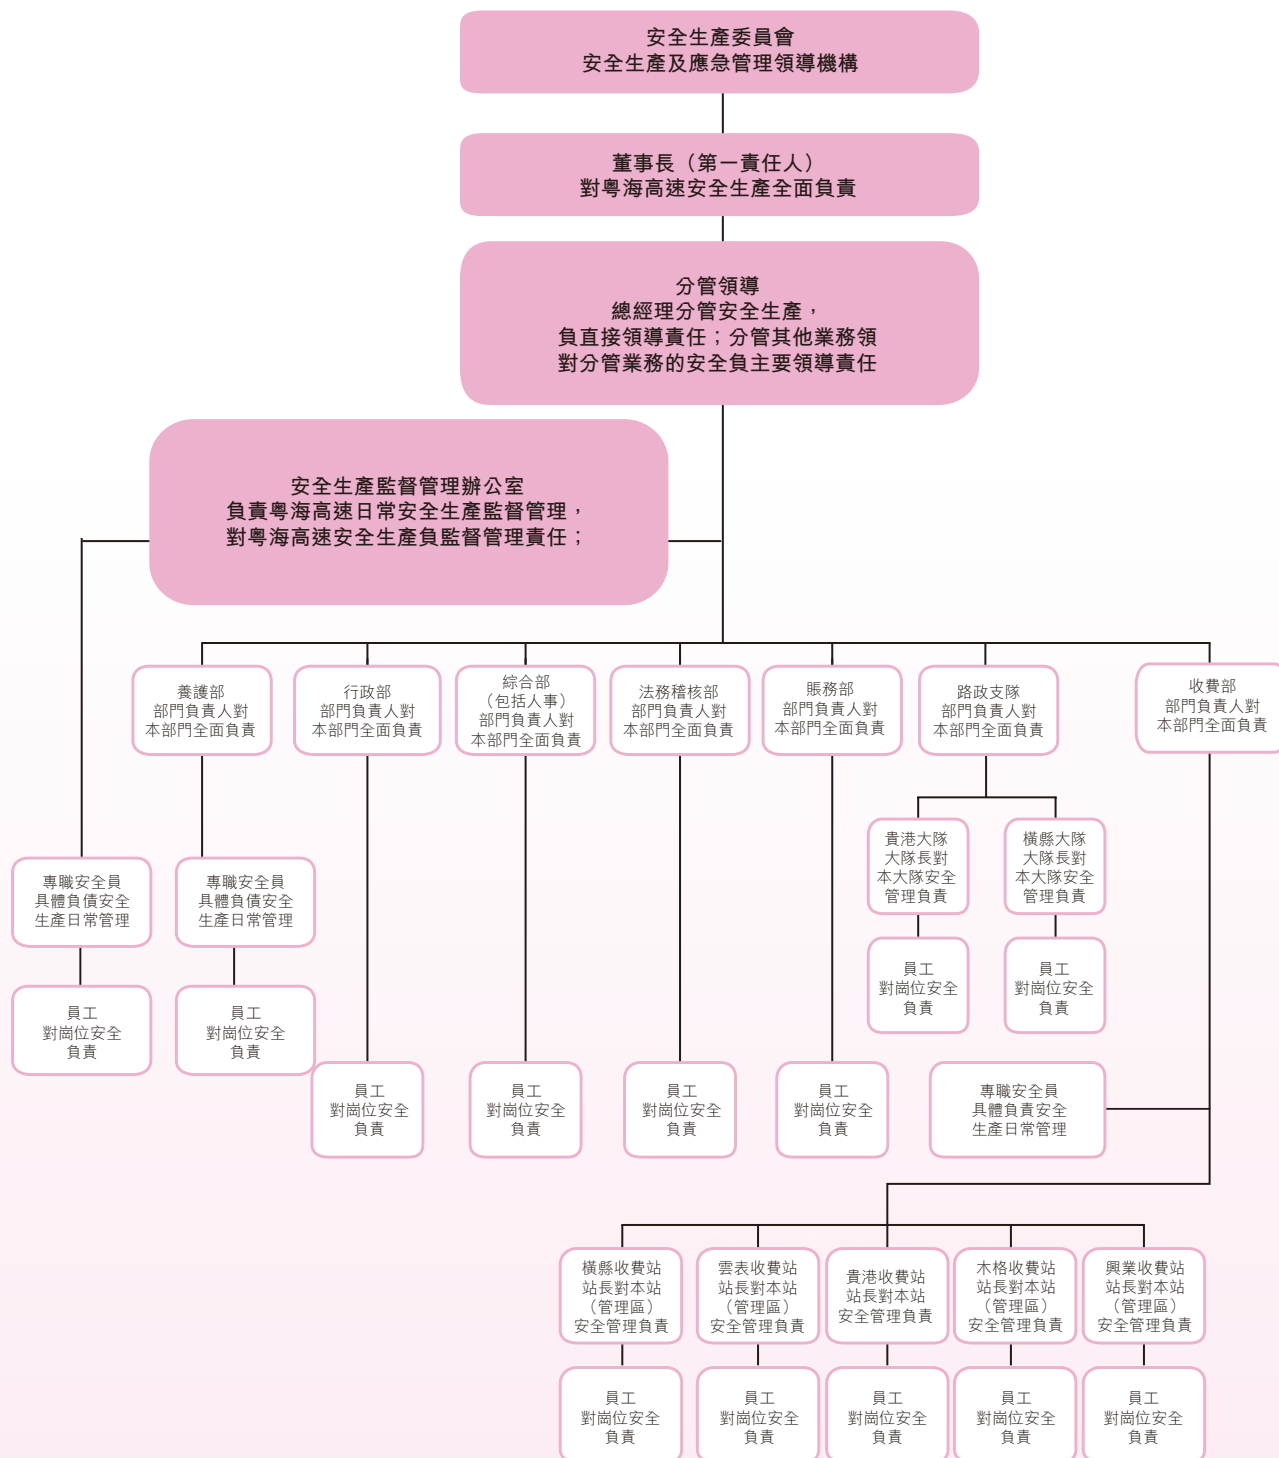 安全生產委員會
安全生產及應急管理領導機構
董事長（第一責任人）
對粵海高速安全生產全面負責
分管領導
總經理分管安全生產，
負直接領導責任；分管其他業務領
對分管業務的安全負主要領導責任
安全生產監督管理辦公室
負責粵海高速日常安全生產監督管理，
對粵海高速安全生產負監督管理責任；
養護部
部門負責人對
本部門全面負責
行政部
部門負責人對
本部門全面負責
綜合部
（包括人事）
部門負責人對
本部門全面負責
法務稽核部
部門負責人對
本部門全面負責
賬務部
部門負責人對
本部門全面負責
路政支隊
部門負責人對
本部門全面負責
收費部
部門負責人對
本部門全面負責
貴港大隊
大隊長對
本大隊安全
管理負責
橫縣大隊
大隊長對
本大隊安全
管理負責
專職安全員
具體負債安全
生產日常管理
專職安全員
具體負債安全
生產日常管理
員工
對崗位安全
負責
員工
對崗位安全
負責
員工
對崗位安全
負責
員工
對崗位安全
負責
員工
對崗位安全
負責
員工
對崗位安全
負責
員工
對崗位安全
負責
員工
對崗位安全
負責
專職安全員
具體負責安全
生產日常管理
橫縣收費站
站長對本站
（管理區）
安全管理負責
雲表收費站
站長對本站
（管理區）
安全管理負責
貴港收費站
站長對本站
安全管理負責
木格收費站
站長對本站
（管理區）
安全管理負責
興業收費站
站長對本站
（管理區）
安全管理負責
員工
對崗位安全
負責
員工
對崗位安全
負責
員工
對崗位安全
負責
員工
對崗位安全
負責
員工
對崗位安全
負責